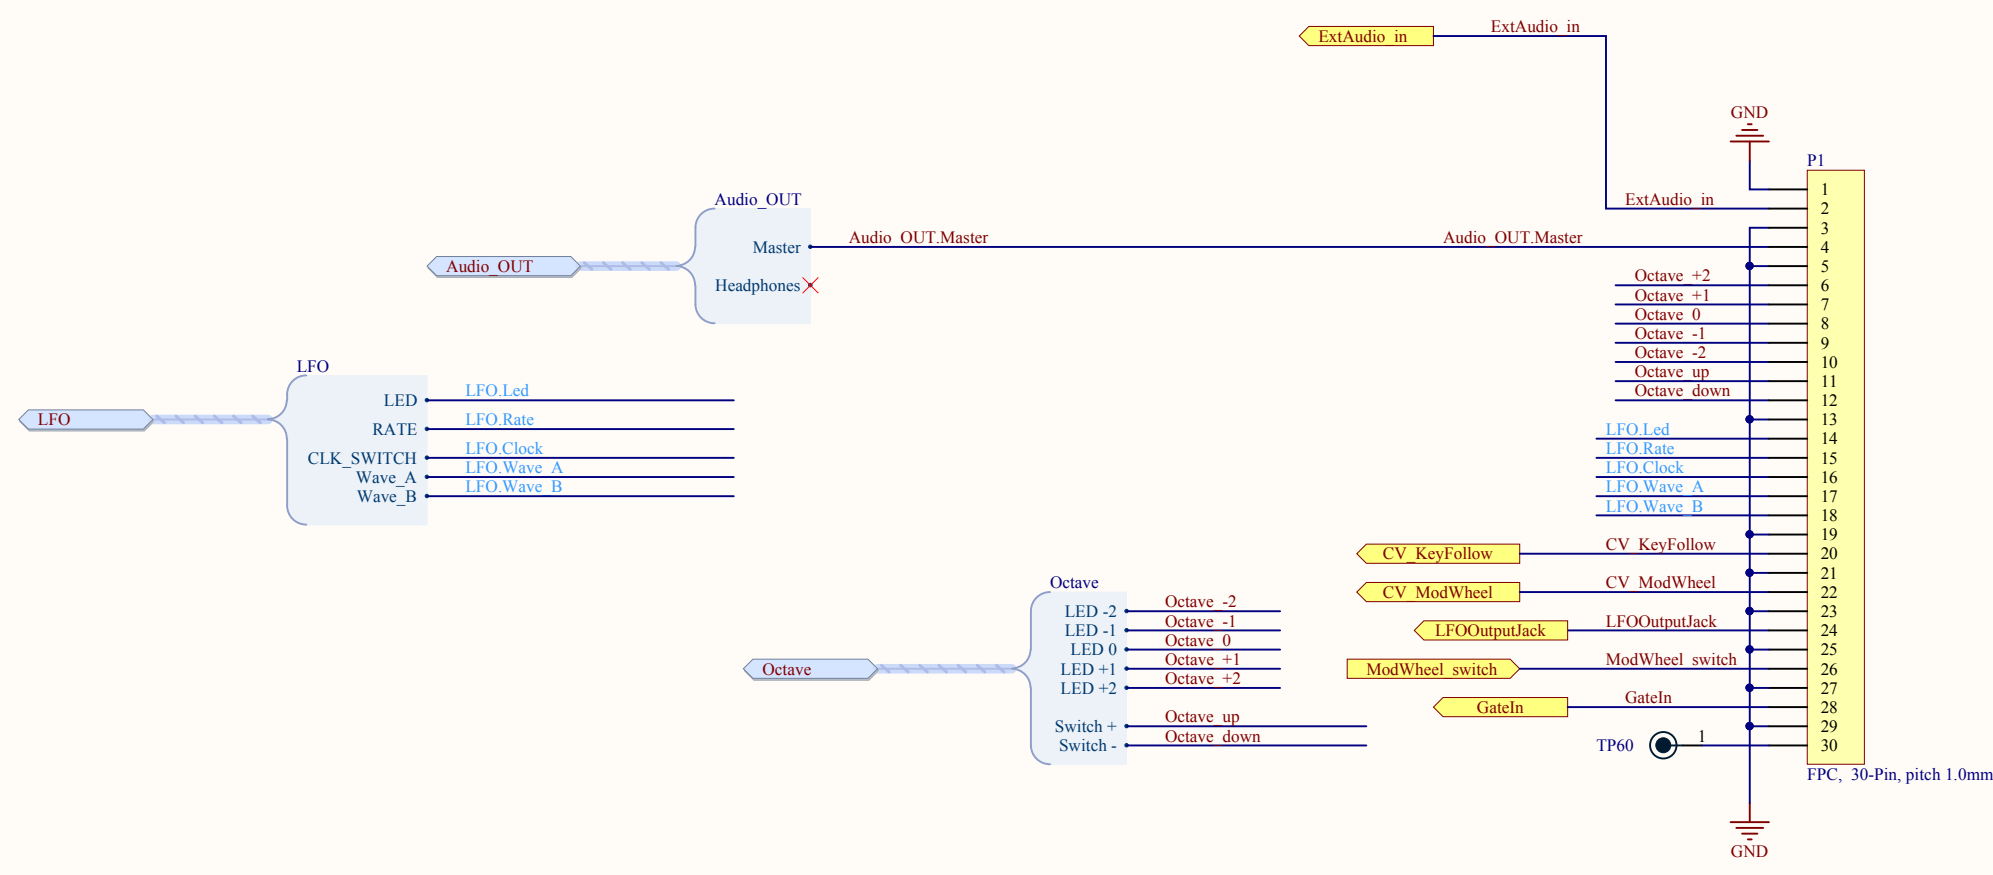 ExtAudio_in
ExtAudio_in
GND
P1
1
ExtAudio_in
2
3
Audio_OUT
Master
Audio_OUT.Master
Audio_OUT.Master
4
Audio_OUT
5
Headphones
Octave_+2
6
Octave_+1
7
Octave_0
8
Octave_-1
9
Octave_-2
10
Octave_up
11
Octave_down
12
13
LFO.Led
14
LFO.Rate
15
LFO.Clock
16
LFO.Wave_A
17
LFO.Wave_B
18
19
LFO
LFO
LED
LFO.Led
RATE
LFO.Rate
CLK_SWITCH
LFO.Clock
Wave_A
LFO.Wave_A
Wave_B
LFO.Wave_B
CV_KeyFollow
CV_KeyFollow
20
21
CV_ModWheel
CV_ModWheel
22
23
LFOOutputJack
LFOOutputJack
24
25
ModWheel_switch
ModWheel_switch
26
27
GateIn
GateIn
28
29
TP60
1
30
Octave
Octave
LED -2
Octave_-2
LED -1
Octave_-1
LED 0
Octave_0
LED +1
Octave_+1
LED +2
Octave_+2
Switch +
Octave_up
Switch -
Octave_down
FPC,  30-Pin, pitch 1.0mm
GND